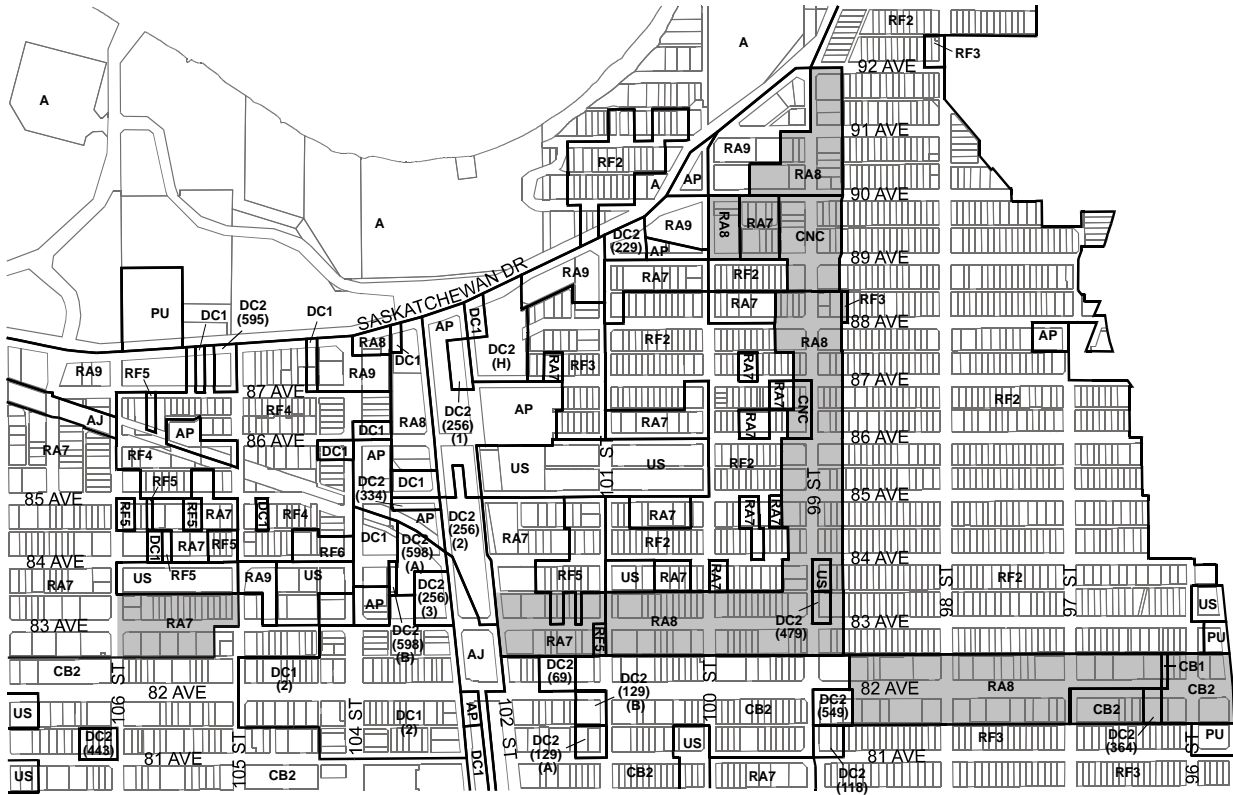 RF2
A
RF3
92 AVE
A
91 AVE
RA9
RF2
AP
A
RA8
90 AVE
RA8
RA7
RA9
CNC
DC2
(229)
AP
A
89 AVE
RA9
RA7
RF2
SASKATCHEWAN DR
PU
DC1
DC2
(595)
DC1
RA7
RF3
88 AVE
AP
DC1
RA8
DC1
DC2
(H)
RF2
RA8
AP
RA9
RF5
RA9
RA7
RF3
RA7
87 AVE
87 AVE
RF4
DC2
(256)
(1)
AP
RA7
CNC
RF2
AJ
AP
RA8
RA7
RA7
DC1
86 AVE
86 AVE
RA7
RF4
DC1
AP
US
101 ST
US
RF2
RF5
DC2
(334)
DC1
99 ST
85 AVE
85 AVE
RF5
RF5
RA7
DC1
RF4
AP
DC2
(256)
(2)
RA7
RA7
RA7
RA7
DC1
RA7
RF5
RF6
DC1
DC2
(598)
(A)
RF2
84 AVE
84 AVE
RA7
US
RF5
RA9
US
DC2
(256)
(3)
RF5
US
RA7
RA7
US
98 ST
RF2
97 ST
AP
US
83 AVE
RA7
DC2
(598)
(B)
RA7
RF5
RA8
DC2
(479)
83 AVE
PU
AJ
CB2
106 ST
DC1
(2)
DC2
(69)
100 ST
CB1
82 AVE
DC2
(129)
(B)
82 AVE
RA8
CB2
US
104 ST
DC1
(2)
AP
102 ST
CB2
DC2
(549)
CB2
DC2
(443)
105 ST
DC2
(129)
(A)
US
RF3
DC2
(364)
PU
81 AVE
81 AVE
96 ST
US
CB2
DC1
CB2
RA7
DC2
(118)
RF3